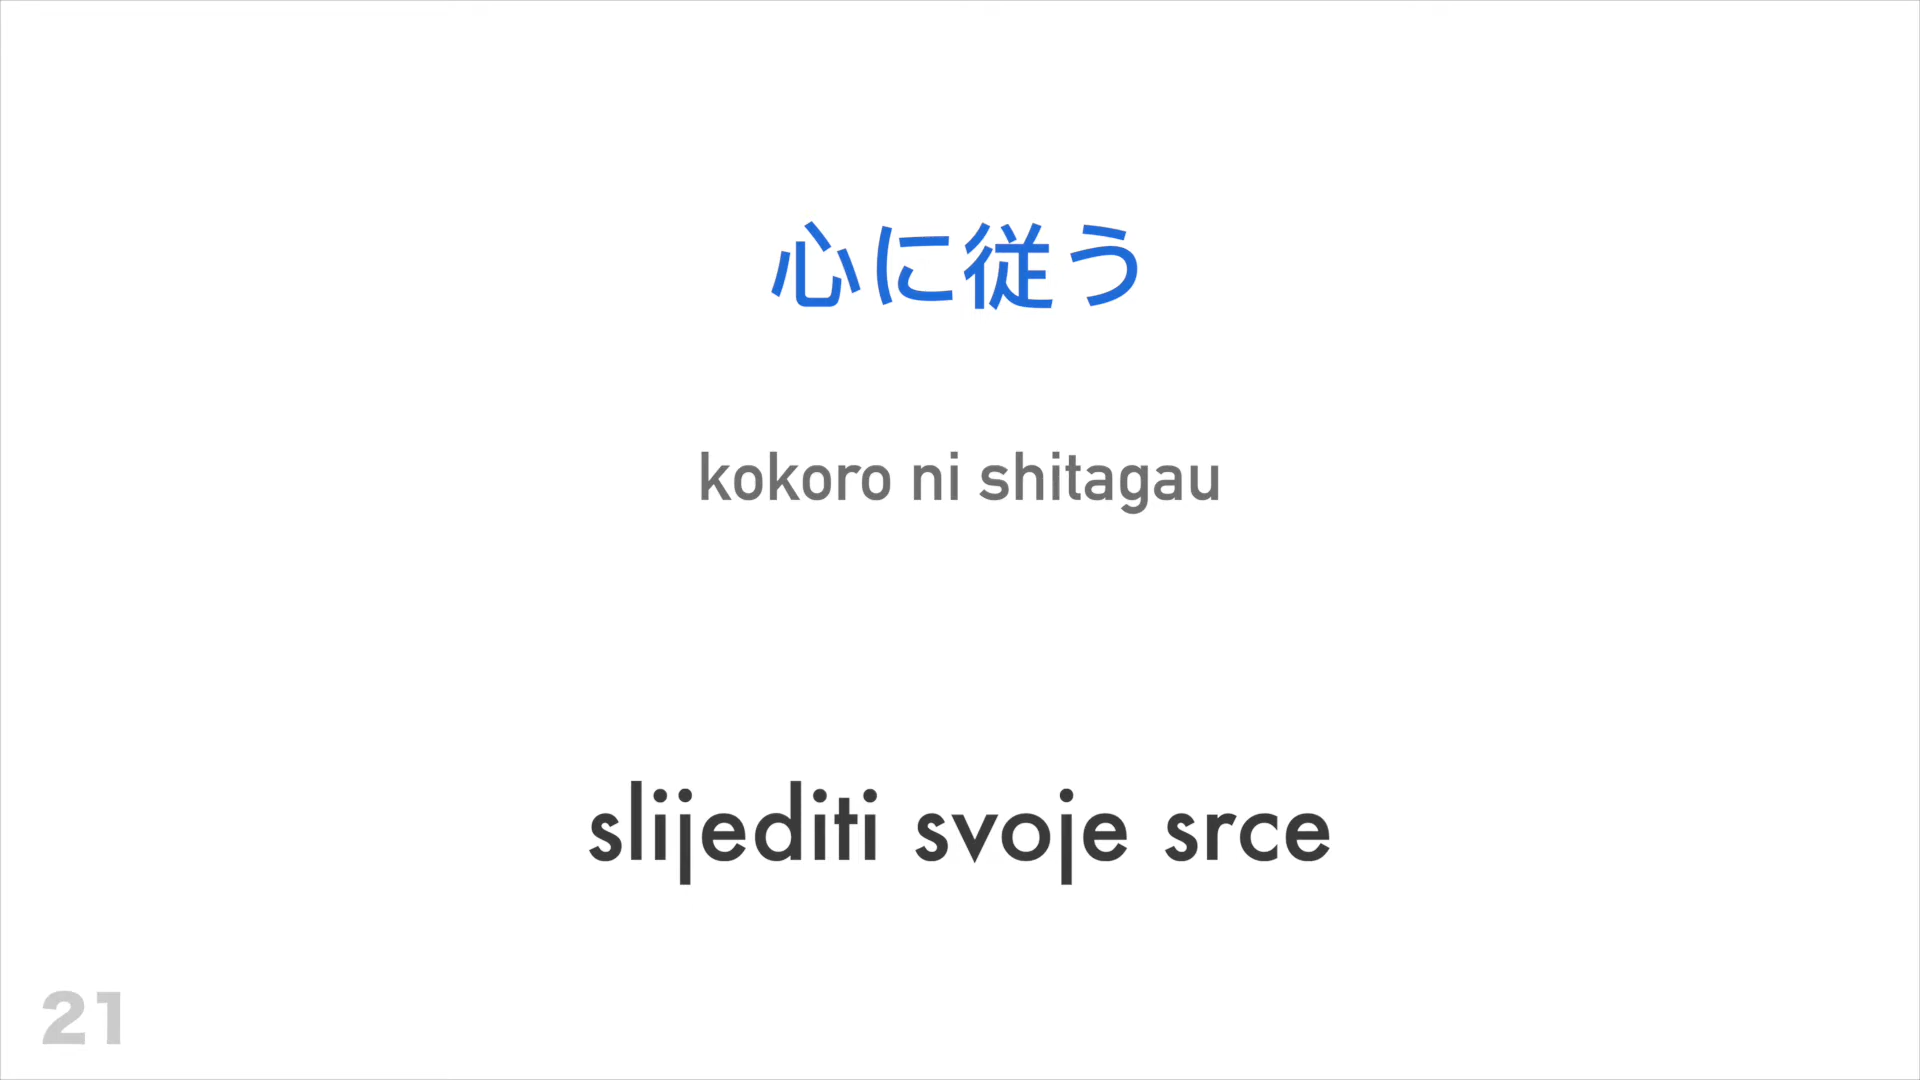 心に従う
kokoro ni shitagau
slijediti svoje srce
21